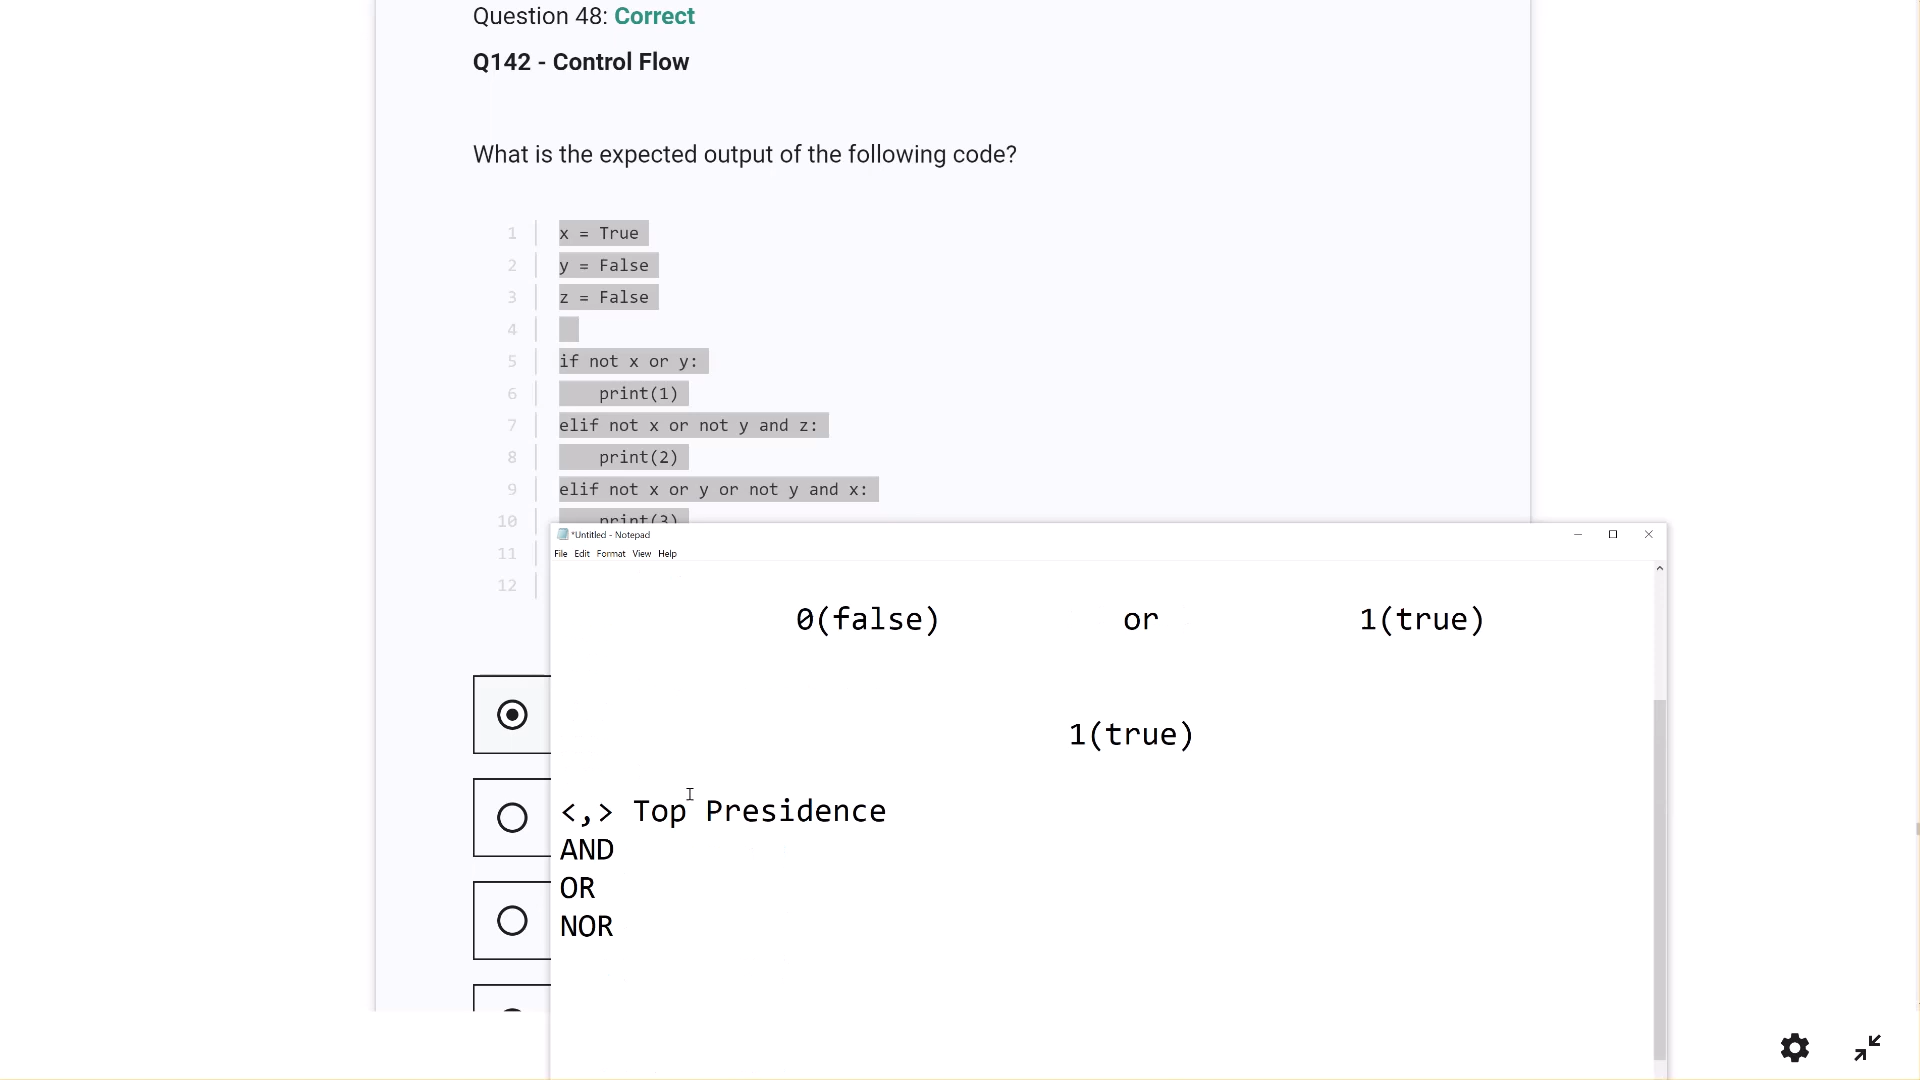 Question 48: Correct
Q142 - Control Flow
What is the expected output of the following code?
1 x = True
2 y = False
3 z = False
4
5 if not x or y:
6     print(1)
7 elif not x or not y and z:
8     print(2)
9 elif not x or y or not y and x:
10     print(3)
11
12
*Untitled - Notepad
File Edit Format View Help
0(false) or 1(true)
1(true)
<,> Top Presidence
AND
OR
NOR